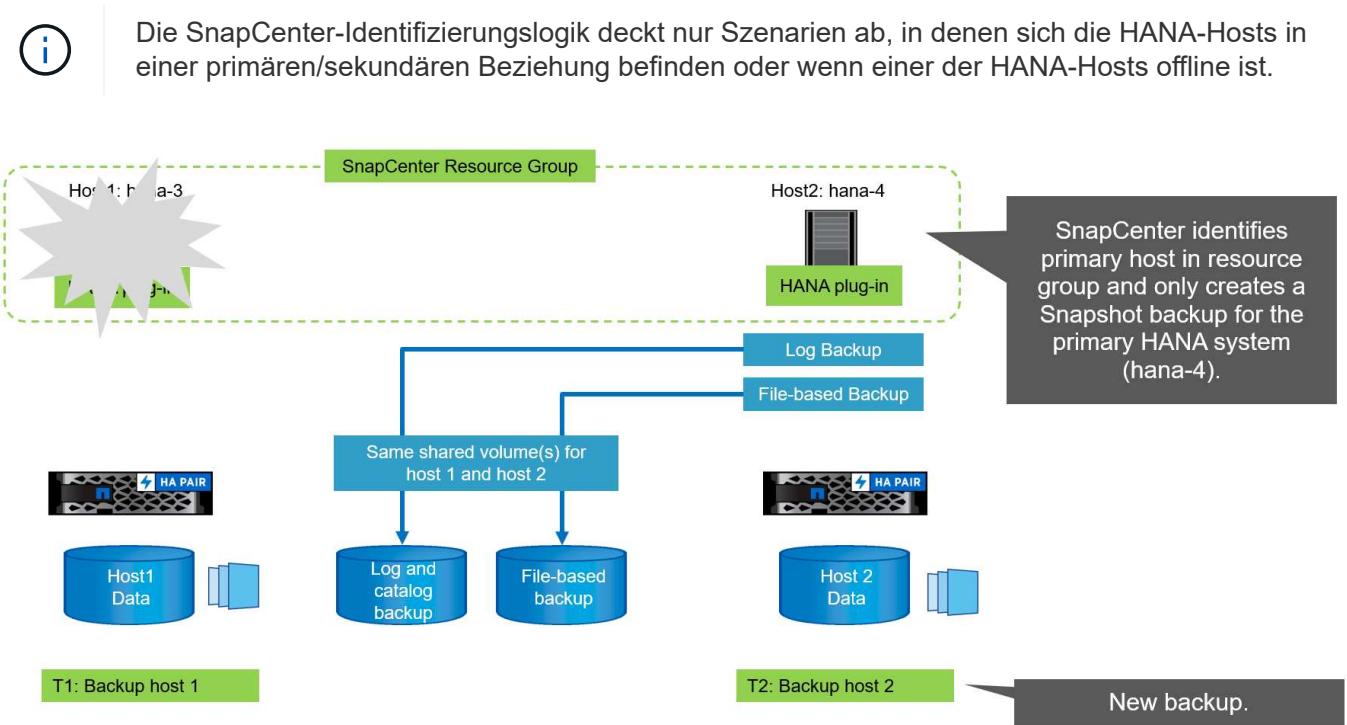 Die SnapCenter-Identifizierungslogik deckt nur Szenarien ab, in denen sich die HANA-Hosts in
einer primären/sekundären Beziehung befinden oder wenn einer der HANA-Hosts offline ist.
SnapCenter Resource Group
hana-3
Host2: hana-4
HANA plug-in
SnapCenter identifies
primary host in resource
group and only creates a
Snapshot backup for the
primary HANA system
(hana-4).
Log Backup
File-based Backup
Same shared volume(s) for
host 1 and host 2
HA PAIR
HA PAIR
Host1
Data
Log and
catalog
backup
File-based
backup
Host 2
Data
T1: Backup host 1
T2: Backup host 2
New backup.